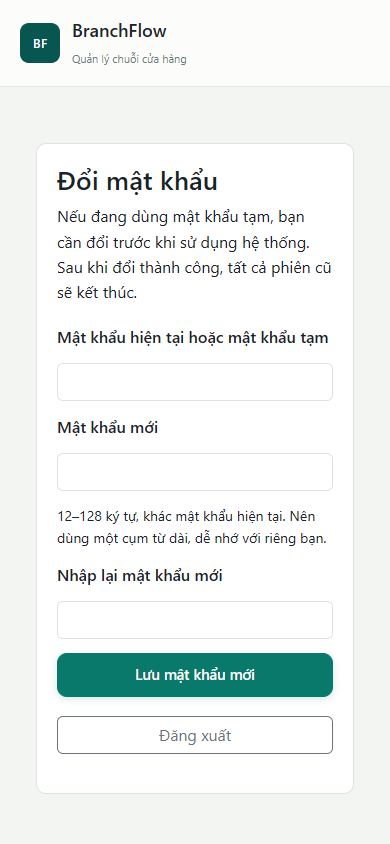 BF
BranchFlow
Quản lý chuỗi cửa hàng
Đổi mật khẩu
Nếu đang dùng mật khẩu tạm, bạn
cần đổi trước khi sử dụng hệ thống.
Sau khi đổi thành công, tất cả phiên cũ
sẽ kết thúc.
Mật khẩu hiện tại hoặc mật khẩu tạm
Mật khẩu mới
12–128 ký tự, khác mật khẩu hiện tại. Nên
dùng một cụm từ dài, dễ nhớ với riêng bạn.
Nhập lại mật khẩu mới
Lưu mật khẩu mới
Đăng xuất